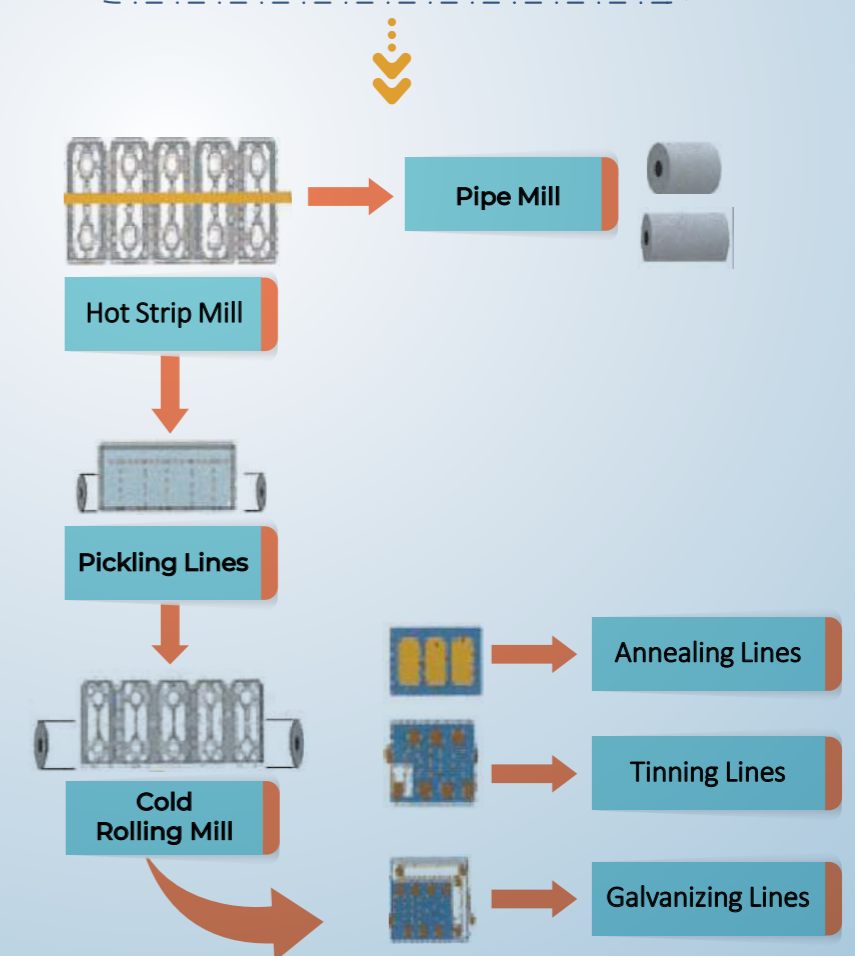 Pipe Mill
Hot Strip Mill
Pickling Lines
Annealing Lines
Tinning Lines
Cold
Rolling Mill
Galvanizing Lines